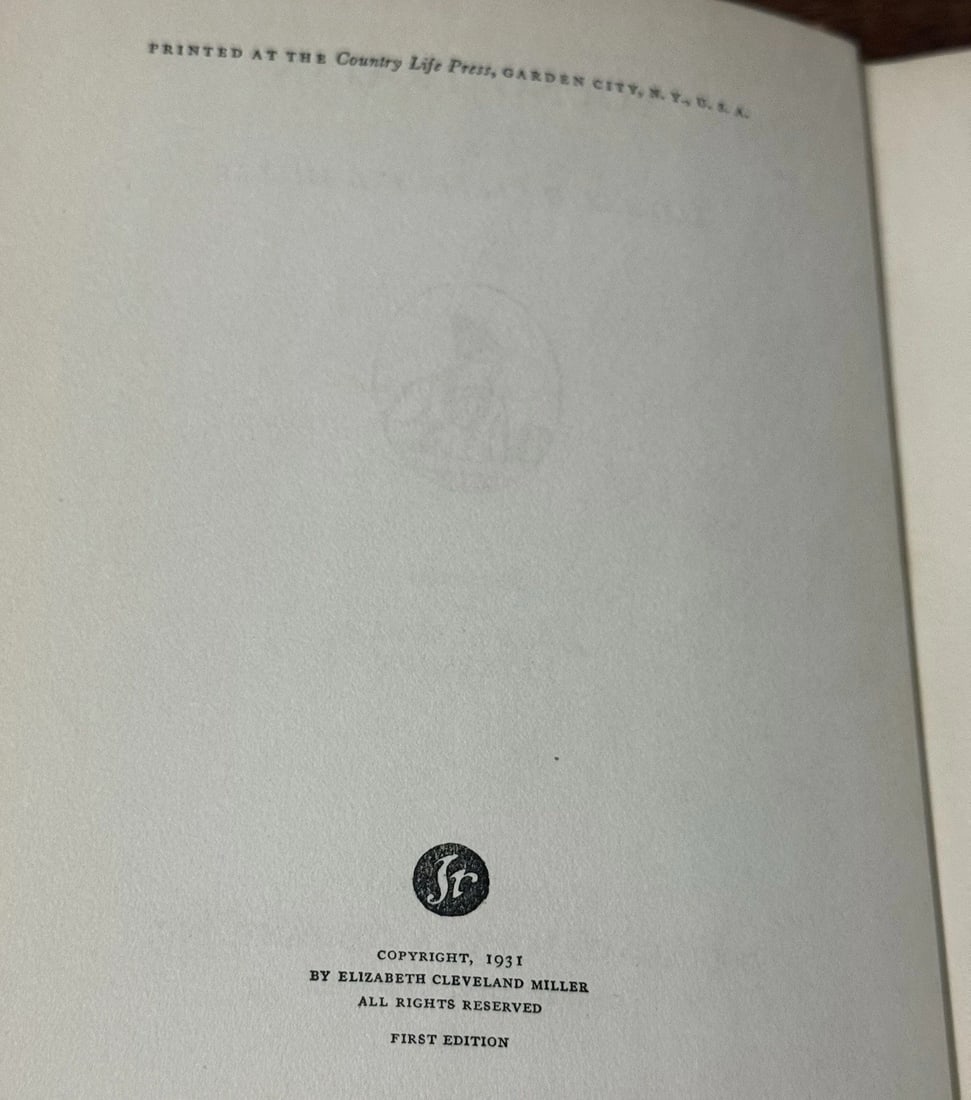 PRINTED AT THE Country Life Press, GARDEN CITY, N. Y., U. S. A.
Jr
COPYRIGHT, 1931
BY ELIZABETH CLEVELAND MILLER
ALL RIGHTS RESERVED
FIRST EDITION